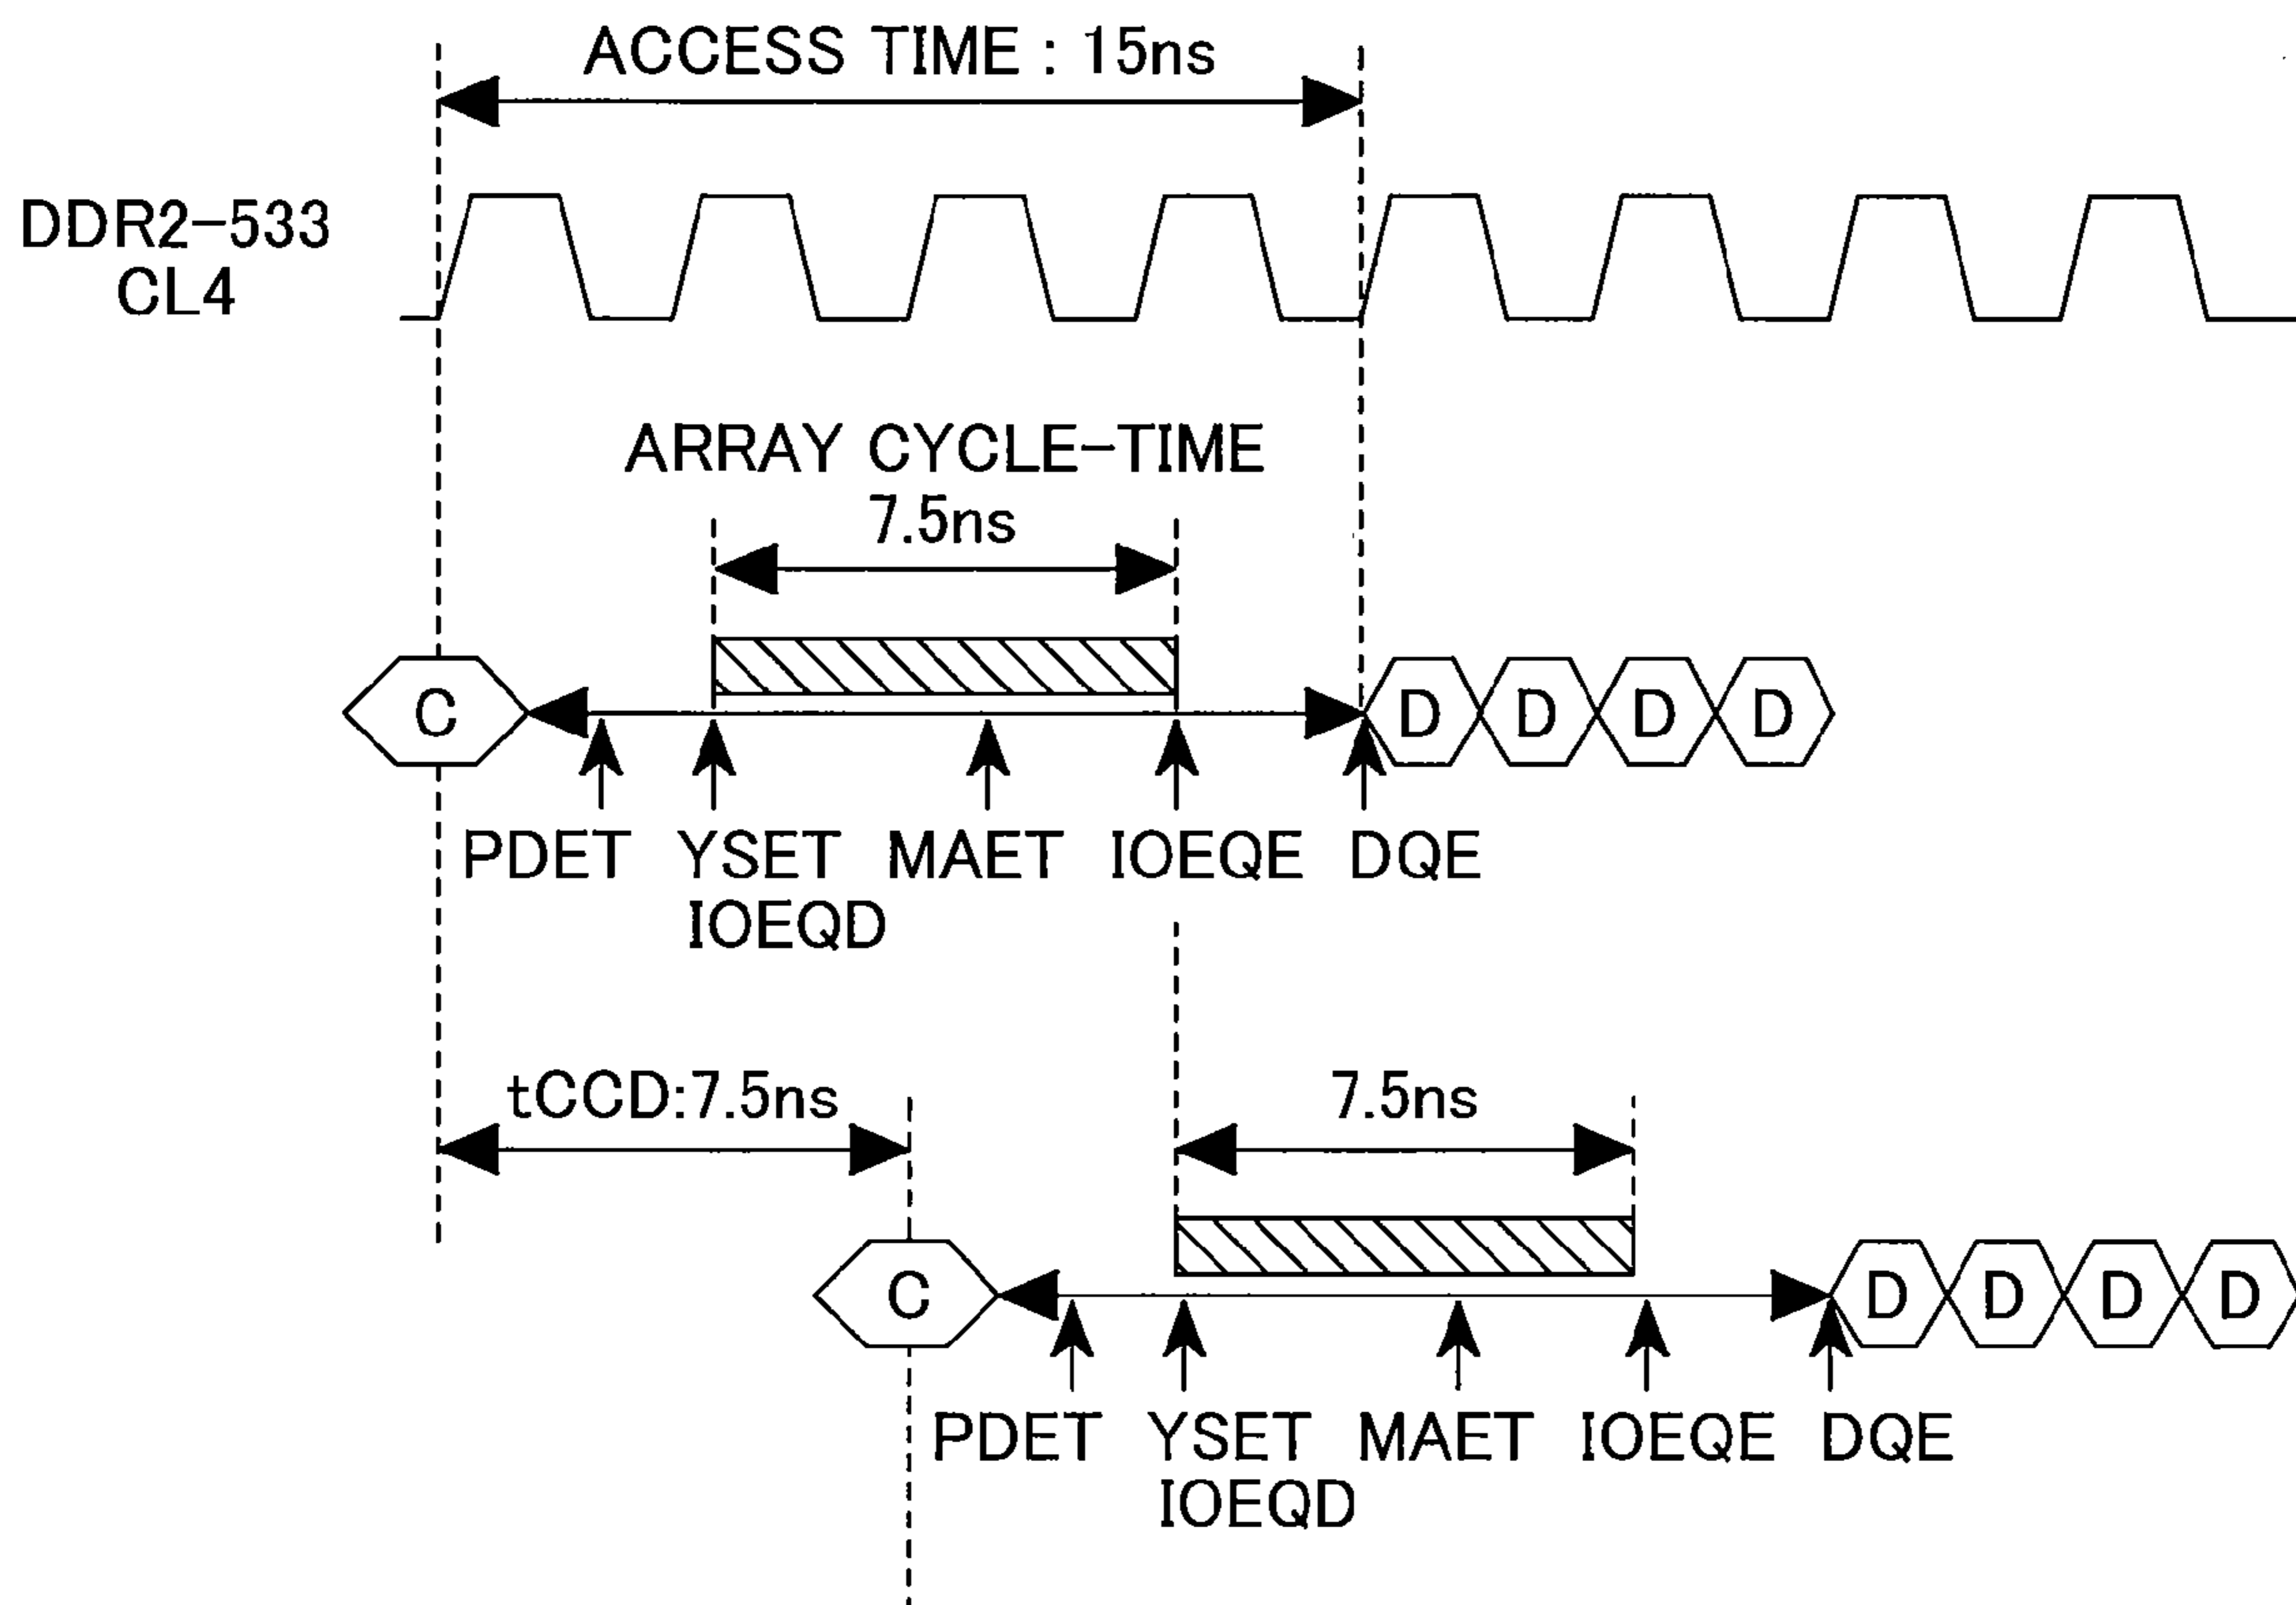 ACCESS TIME : 15ns
DDR2-533
CL4
ARRAY CYCLE-TIME
7.5ns
C D D D D
PDET YSET MAET IOEQE DQE
IOEQD
tCCD:7.5ns 7.5ns
C D D D D
PDET YSET MAET IOEQE DQE
IOEQD